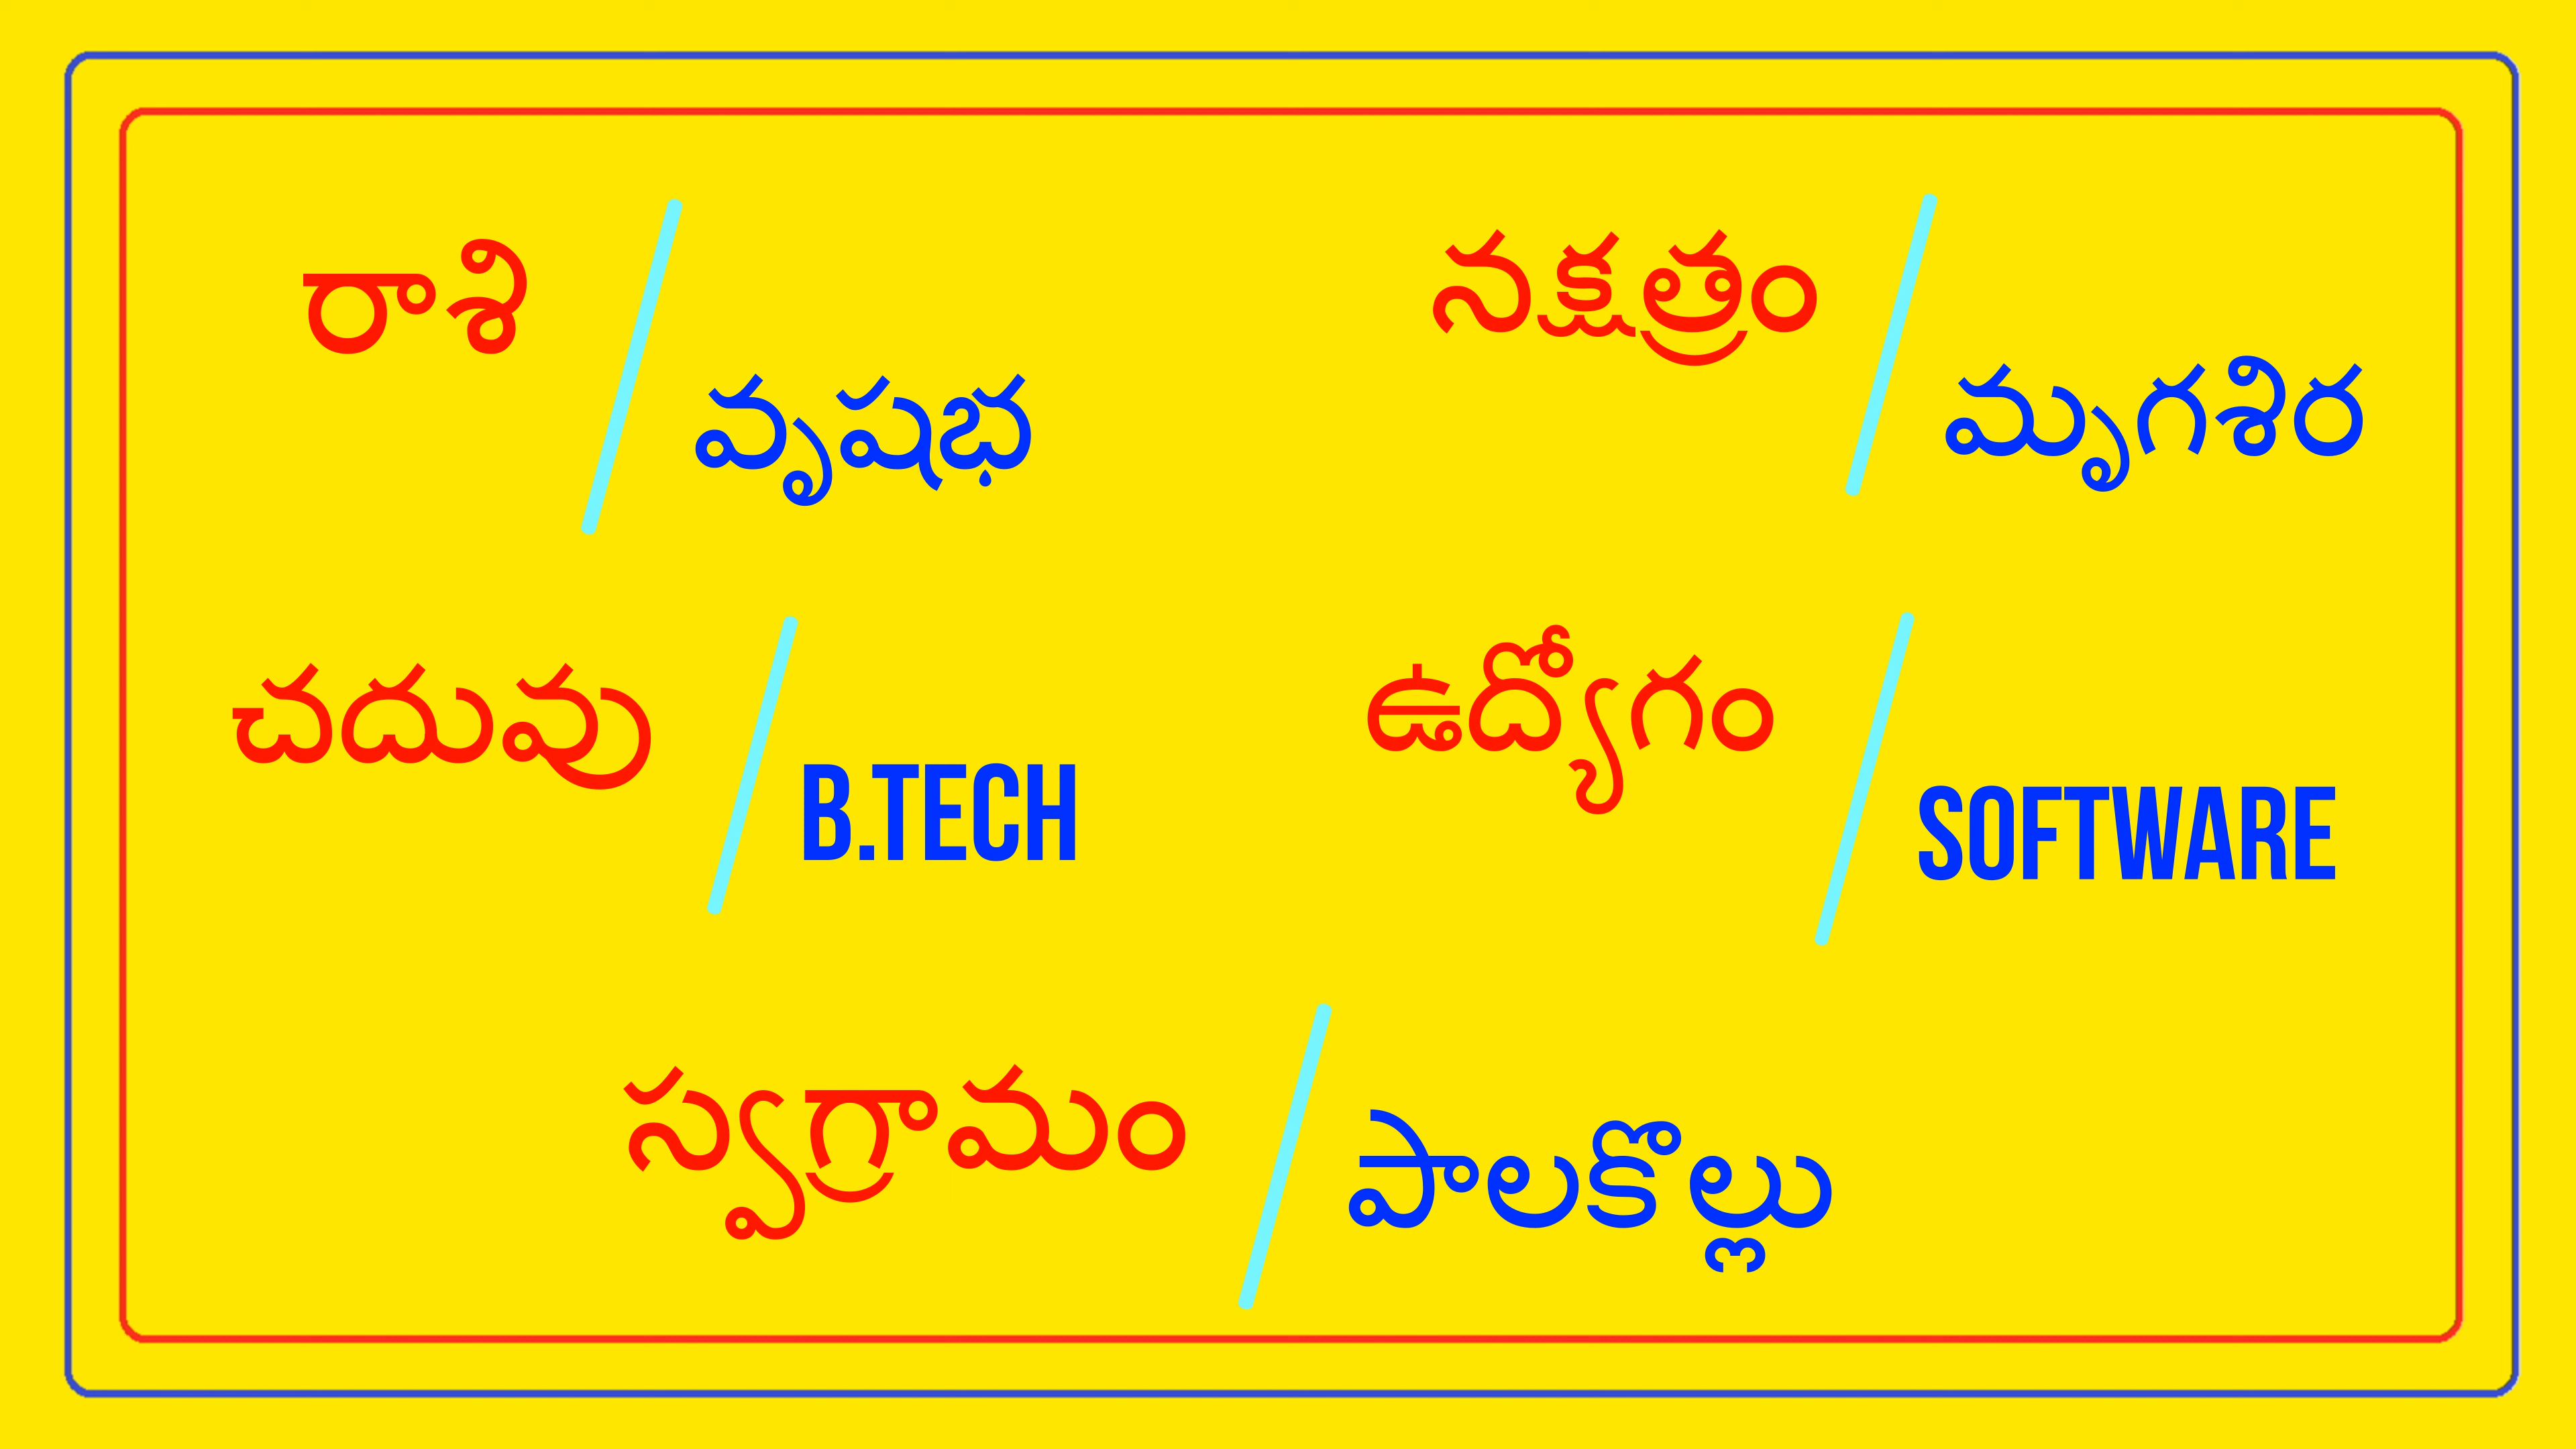 రాశి / వృషభ
నక్షత్రం / మృగశిర
చదువు / B.TECH
ఉద్యోగం / SOFTWARE
స్వగ్రామం / పాలకొల్లు